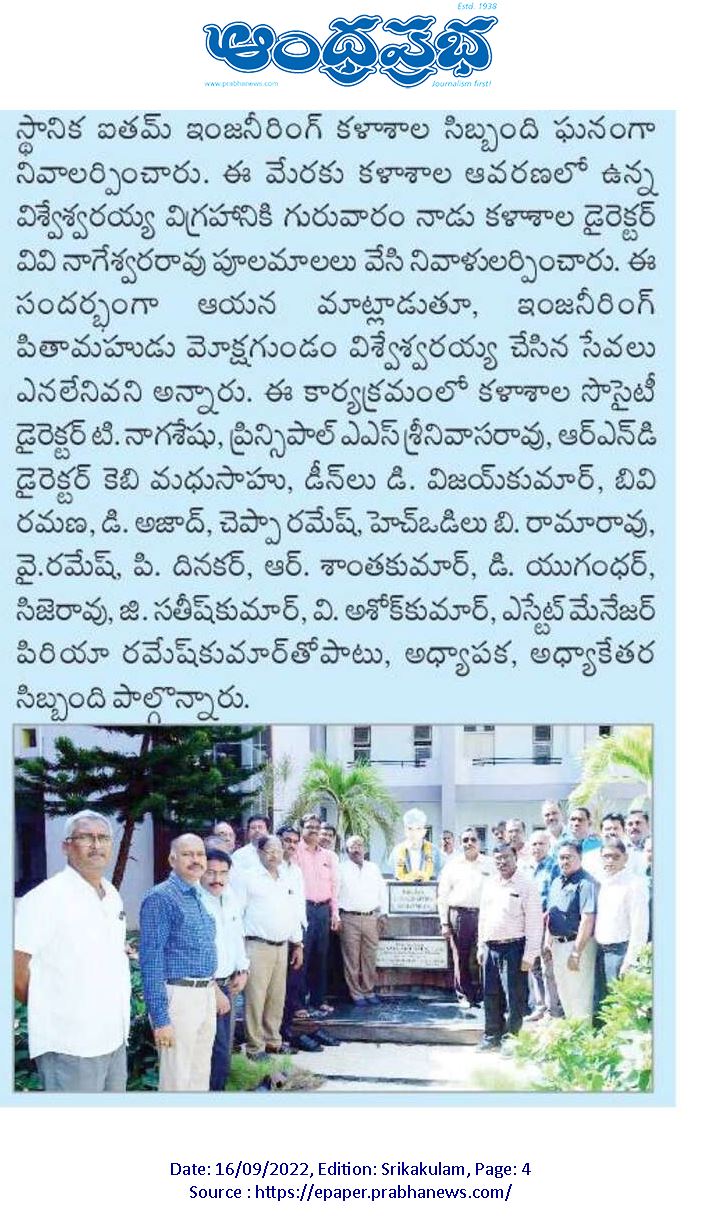 Estd. 1938
ఆంధ్రప్రభ
www.prabhanews.com
Journalism first!
స్థానిక ఐతమ్ ఇంజనీరింగ్ కళాశాల సిబ్బంది ఘనంగా
నివాలర్పించారు. ఈ మేరకు కళాశాల ఆవరణలో ఉన్న
విశ్వేశ్వరయ్య విగ్రహానికి గురువారం నాడు కళాశాల డైరెక్టర్
వివి నాగేశ్వరరావు పూలమాలలు వేసి నివాళులర్పించారు. ఈ
సందర్భంగా ఆయన మాట్లాడుతూ, ఇంజనీరింగ్
పితామహుడు మోక్షగుండం విశ్వేశ్వరయ్య చేసిన సేవలు
ఎనలేనివని అన్నారు. ఈ కార్యక్రమంలో కళాశాల సొసైటీ
డైరెక్టర్ టి. నాగశేషు, ప్రిన్సిపాల్ ఎఎస్ శ్రీనివాసరావు, ఆర్ఎన్‌డి
డైరెక్టర్ కెబి మధుసాహు, డీన్‌లు డి. విజయ్‌కుమార్, బివి
రమణ, డి. అజాద్, చెప్పా రమేష్, హెచ్ఒడిలు బి. రామారావు,
వై.రమేష్, పి. దినకర్, ఆర్. శాంతకుమార్, డి. యుగంధర్,
సిజెరావు, జి. సతీష్‌కుమార్, వి. అశోక్‌కుమార్, ఎస్టేట్ మేనేజర్
పిరియా రమేష్‌కుమార్‌తోపాటు, అధ్యాపక, అధ్యాకేతర
సిబ్బంది పాల్గొన్నారు.
Date: 16/09/2022, Edition: Srikakulam, Page: 4
Source : https://epaper.prabhanews.com/